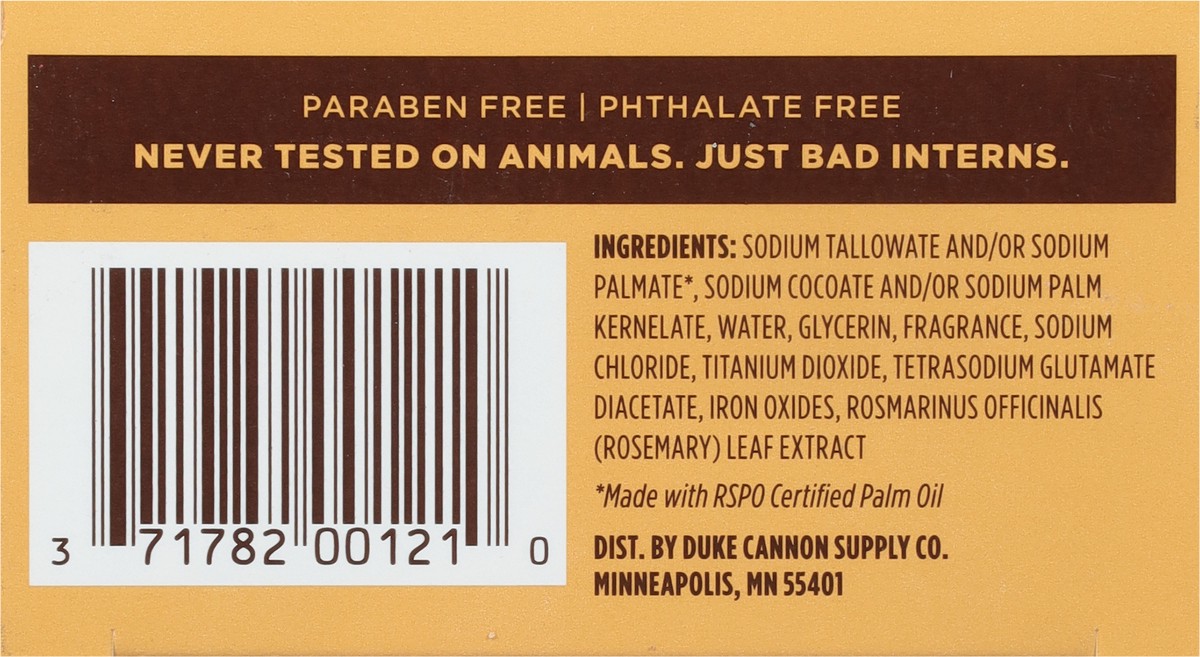 PARABEN FREE | PHTHALATE FREE
NEVER TESTED ON ANIMALS. JUST BAD INTERNS.
INGREDIENTS: SODIUM TALLOWATE AND/OR SODIUM
PALMATE*, SODIUM COCOATE AND/OR SODIUM PALM
KERNELATE, WATER, GLYCERIN, FRAGRANCE, SODIUM
CHLORIDE, TITANIUM DIOXIDE, TETRASODIUM GLUTAMATE
DIACETATE, IRON OXIDES, ROSMARINUS OFFICINALIS
(ROSEMARY) LEAF EXTRACT
*Made with RSPO Certified Palm Oil
DIST. BY DUKE CANNON SUPPLY CO.
MINNEAPOLIS, MN 55401
3 71782 00121 0